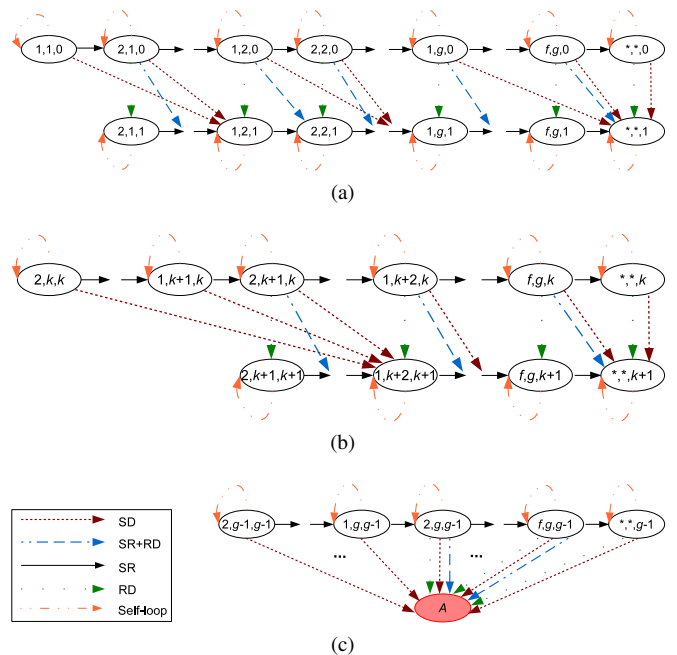 1,1,0 2,1,0 1,2,0 2,2,0 1,g,0 f,g,0 *,*,0
2,1,1 1,2,1 2,2,1 1,g,1 f,g,1 *,*,1
(a)
2,k,k 1,k+1,k 2,k+1,k 1,k+2,k f,g,k *,*,k
2,k+1,k+1 1,k+2,k+1 f,g,k+1 *,*,k+1
(b)
2,g-1,g-1 1,g,g-1 2,g,g-1 f,g,g-1 *,*,g-1
... ...
A
SD
SR+RD
SR
RD
Self-loop
(c)